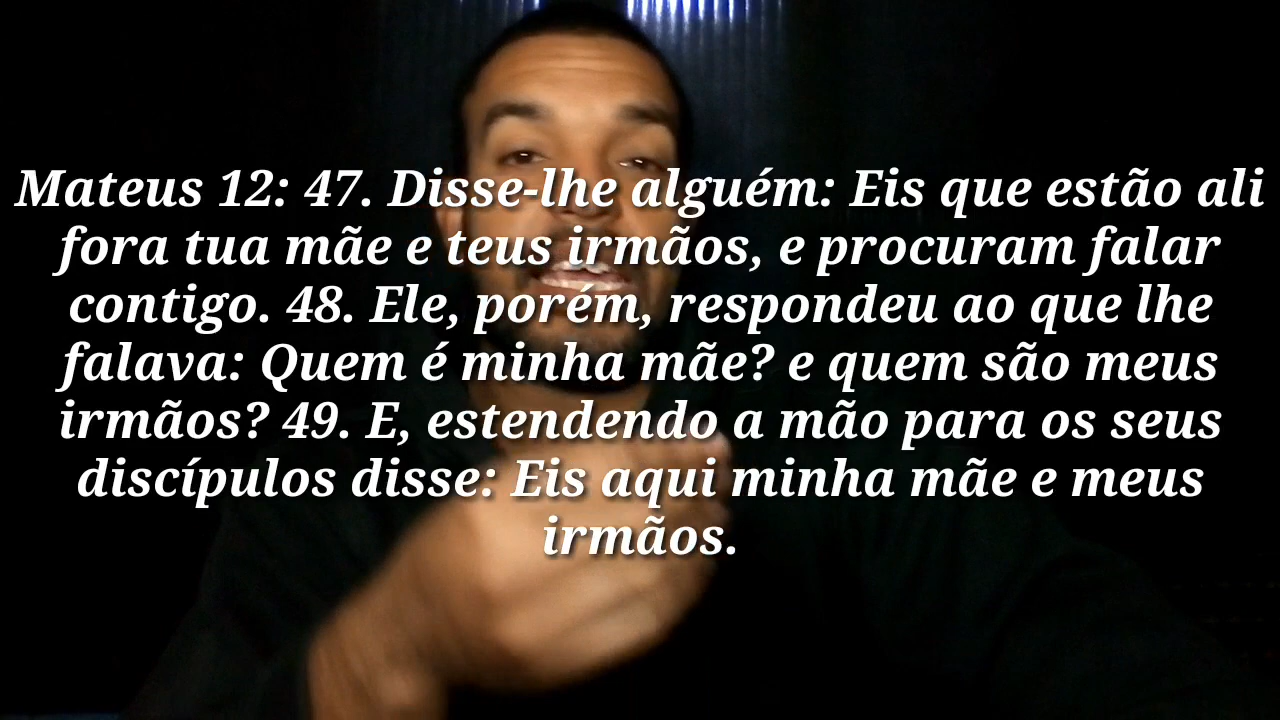 Mateus 12: 47. Disse-lhe alguém: Eis que estão ali
fora tua mãe e teus irmãos, e procuram falar
contigo. 48. Ele, porém, respondeu ao que lhe
falava: Quem é minha mãe? e quem são meus
irmãos? 49. E, estendendo a mão para os seus
discípulos disse: Eis aqui minha mãe e meus
irmãos.